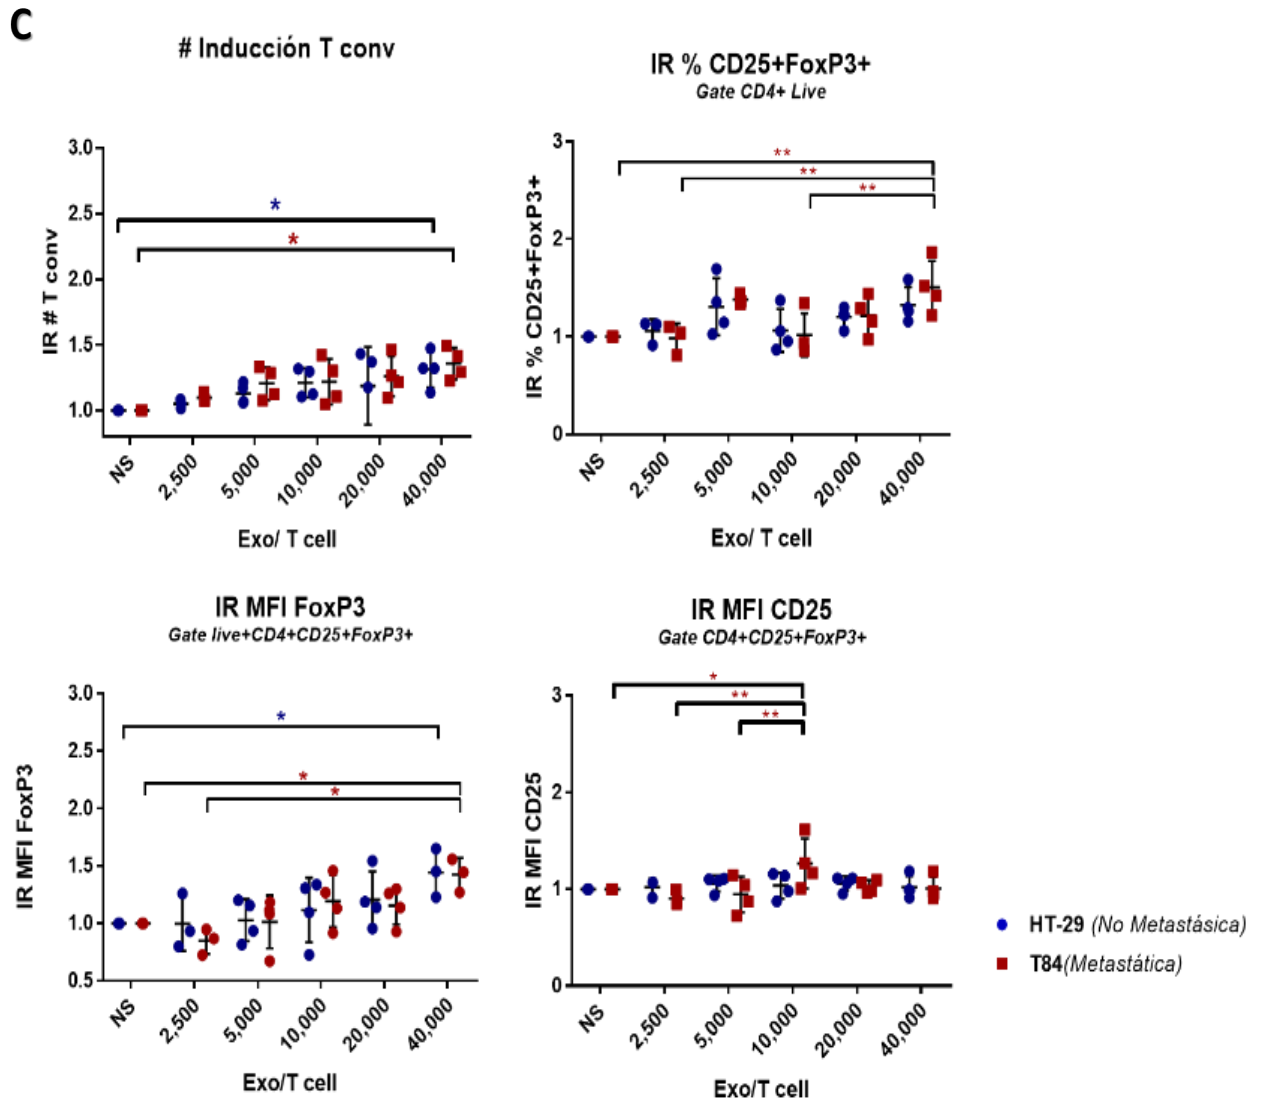 C
# Inducción T conv
IR # T conv
3.0
2.5
2.0
1.5
1.0
*
*
NS
2,500
5,000
10,000
20,000
40,000
Exo/ T cell
IR % CD25+FoxP3+
Gate CD4+ Live
IR % CD25+FoxP3+
3
2
1
0
**
**
**
NS
2,500
5,000
10,000
20,000
40,000
Exo/ T cell
IR MFI FoxP3
Gate live+CD4+CD25+FoxP3+
IR MFI FoxP3
3.0
2.5
2.0
1.5
1.0
0.5
*
*
*
NS
2,500
5,000
10,000
20,000
40,000
Exo/T cell
IR MFI CD25
Gate CD4+CD25+FoxP3+
IR MFI CD25
3
2
1
0
*
**
**
NS
2,500
5,000
10,000
20,000
40,000
Exo/T cell
HT-29 (No Metastásica)
T84(Metastática)